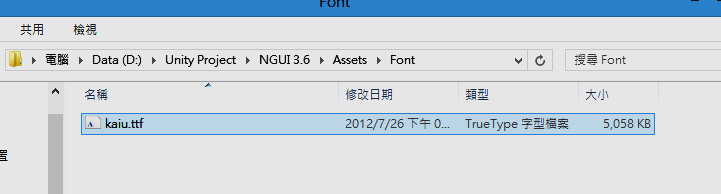 Font
共用 檢視
電腦 Data (D:) Unity Project NGUI 3.6 Assets Font 搜尋 Font
名稱 修改日期 類型 大小
kaiu.ttf 2012/7/26 下午 0... TrueType 字型檔案 5,058 KB
置